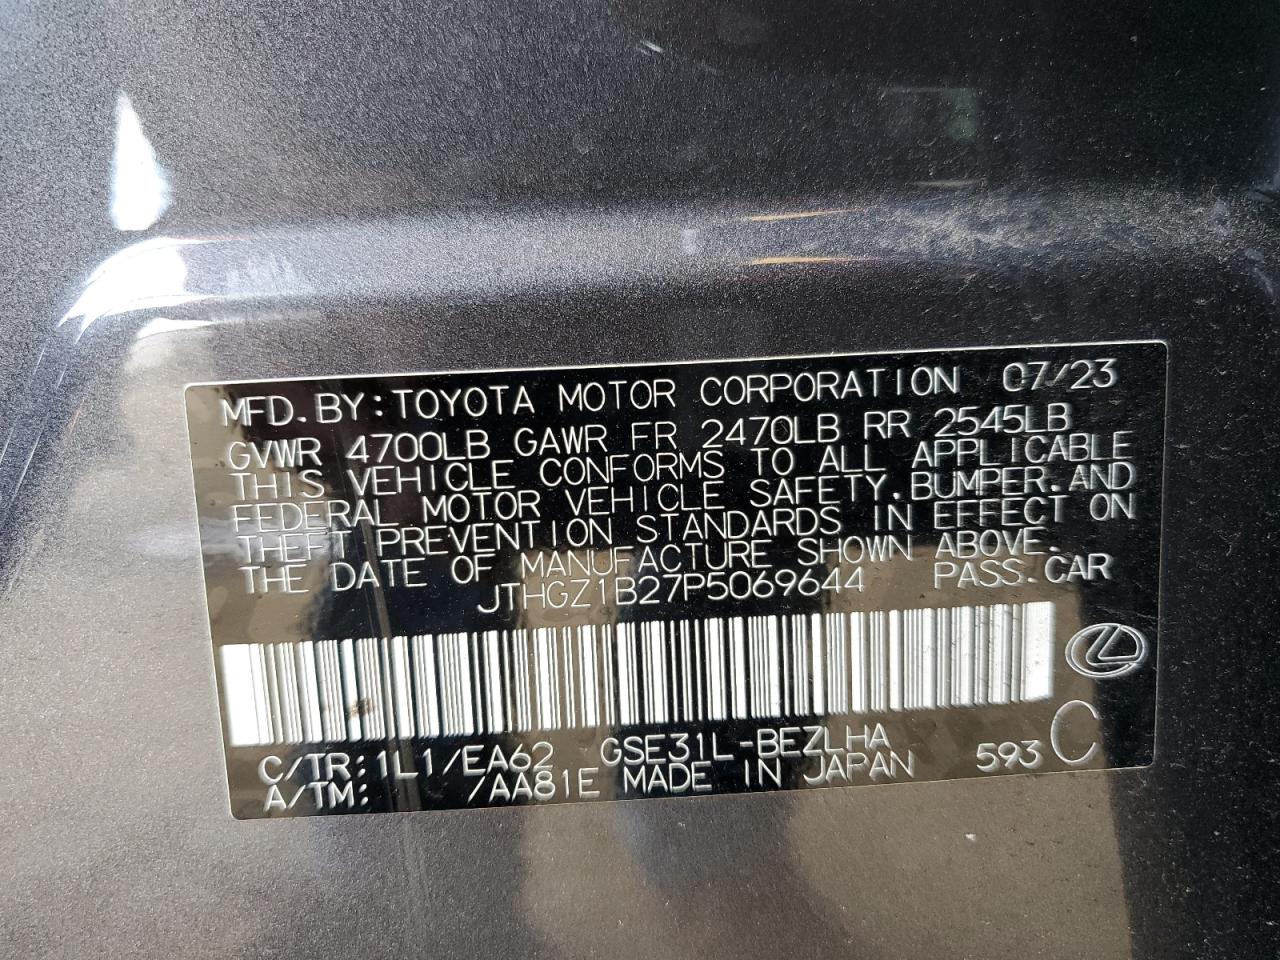 MFD. BY: TOYOTA MOTOR CORPORATION 07/23
GVWR 4700LB GAWR FR 2470LB RR 2545LB
THIS VEHICLE CONFORMS TO ALL APPLICABLE
FEDERAL MOTOR VEHICLE SAFETY. BUMPER. AND
THEFT PREVENTION STANDARDS IN EFFECT ON
THE DATE OF MANUFACTURE SHOWN ABOVE.
JTHGZ1B27P5069644 PASS. CAR
C/TR: 1L1/EA62 GSE31L-BEZLHA
A/TM: /AA81E MADE IN JAPAN 593 C